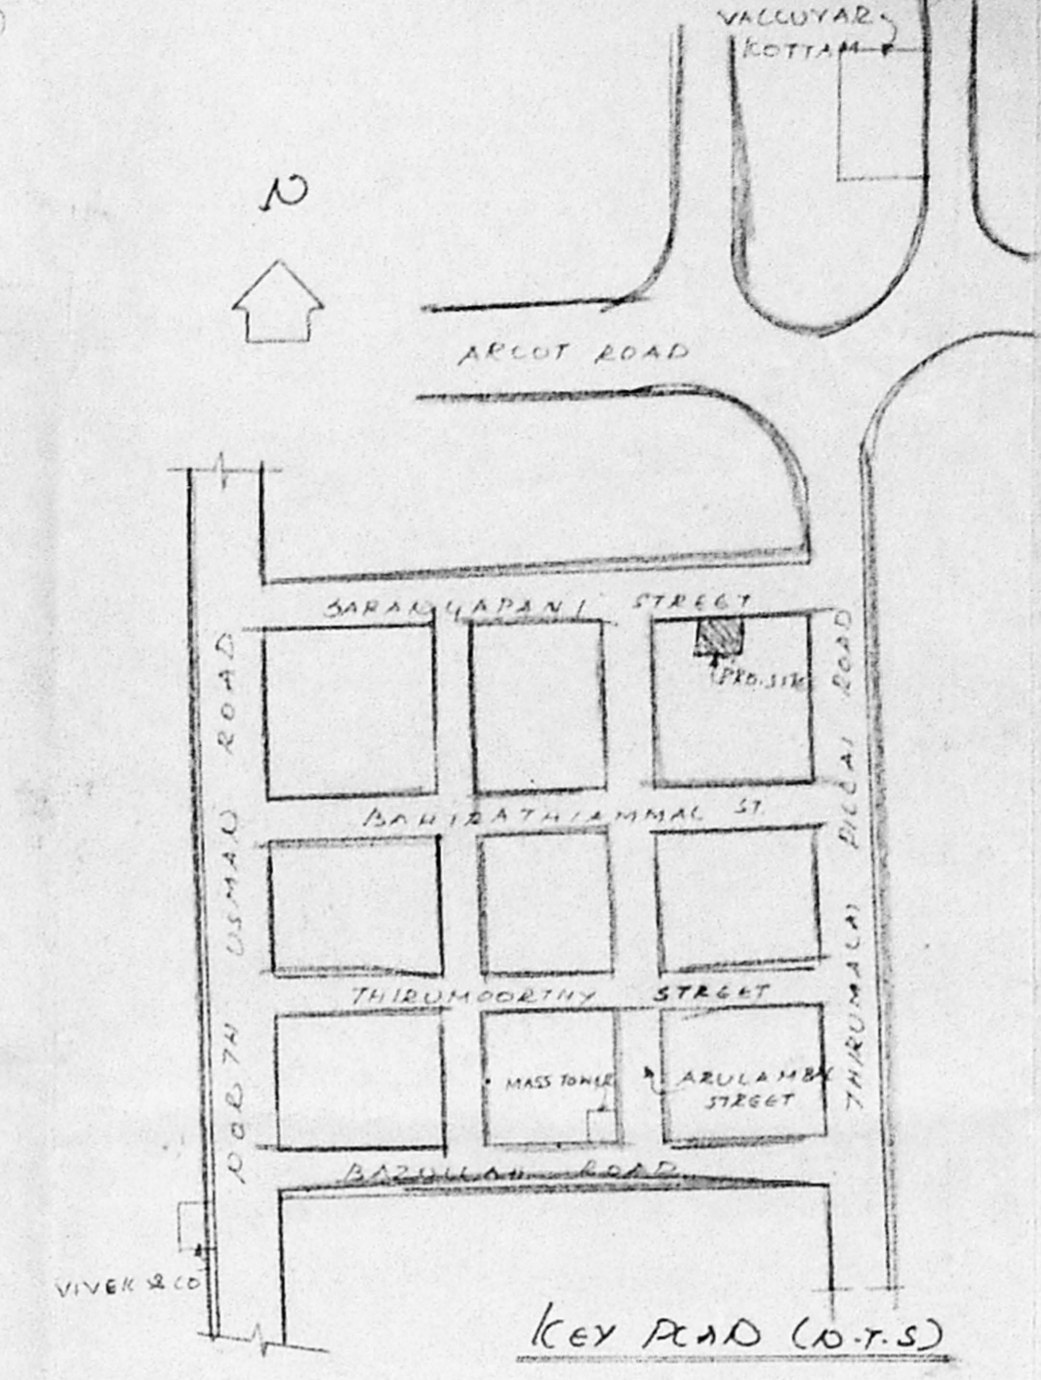 VALLUVAR
KOTTAM
N
ARCOT ROAD
SARANGAPANI STREET
PRO.SITE
NORTH USMAN ROAD
THIRUMALAI PILLAI ROAD
BAHIRATHIAMMAL ST.
THIRUMOORTHY STREET
MASS TOWER
ARULAMBAL
STREET
BAZULLAH ROAD
VIVEK & CO
KEY PLAN (N.T.S)